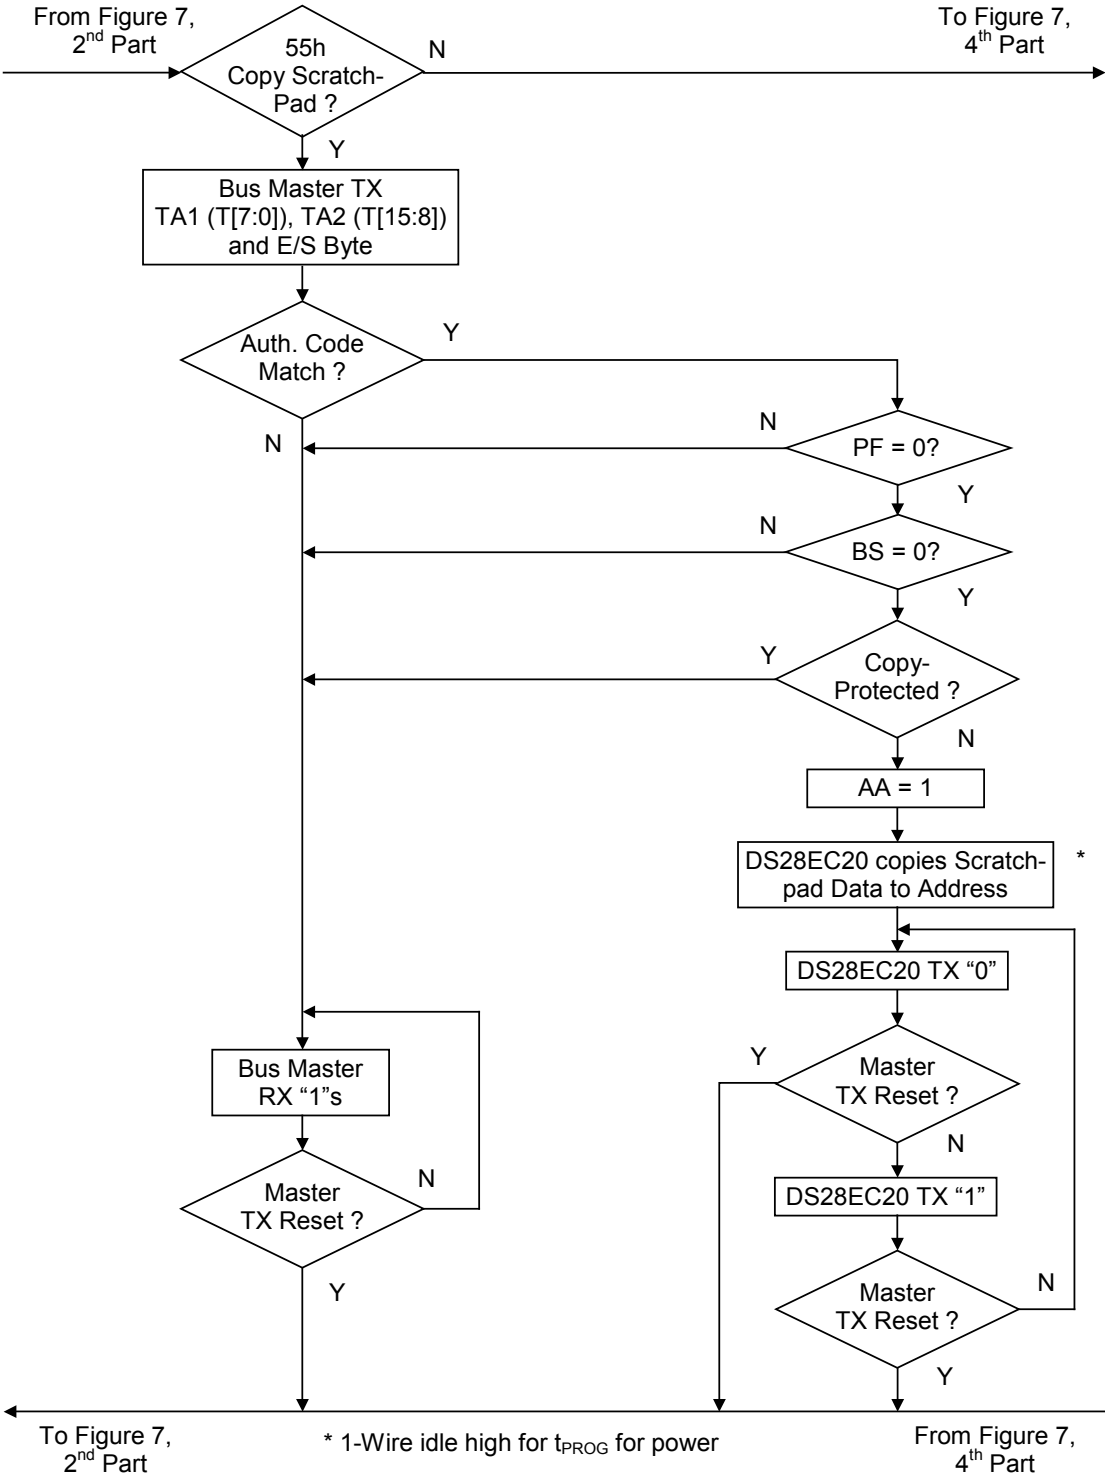 From Figure 7,
2nd Part
To Figure 7,
4th Part
55h
Copy Scratch-
Pad ?
N
Y
Bus Master TX
TA1 (T[7:0]), TA2 (T[15:8])
and E/S Byte
Auth. Code
Match ?
Y
N
PF = 0?
N
Y
BS = 0?
N
Y
Copy-
Protected ?
Y
N
AA = 1
DS28EC20 copies Scratch-
pad Data to Address
*
DS28EC20 TX “0”
Master
TX Reset ?
Y
N
DS28EC20 TX “1”
Master
TX Reset ?
N
Y
Bus Master
RX “1”s
Master
TX Reset ?
N
Y
To Figure 7,
2nd Part
* 1-Wire idle high for tPROG for power
From Figure 7,
4th Part